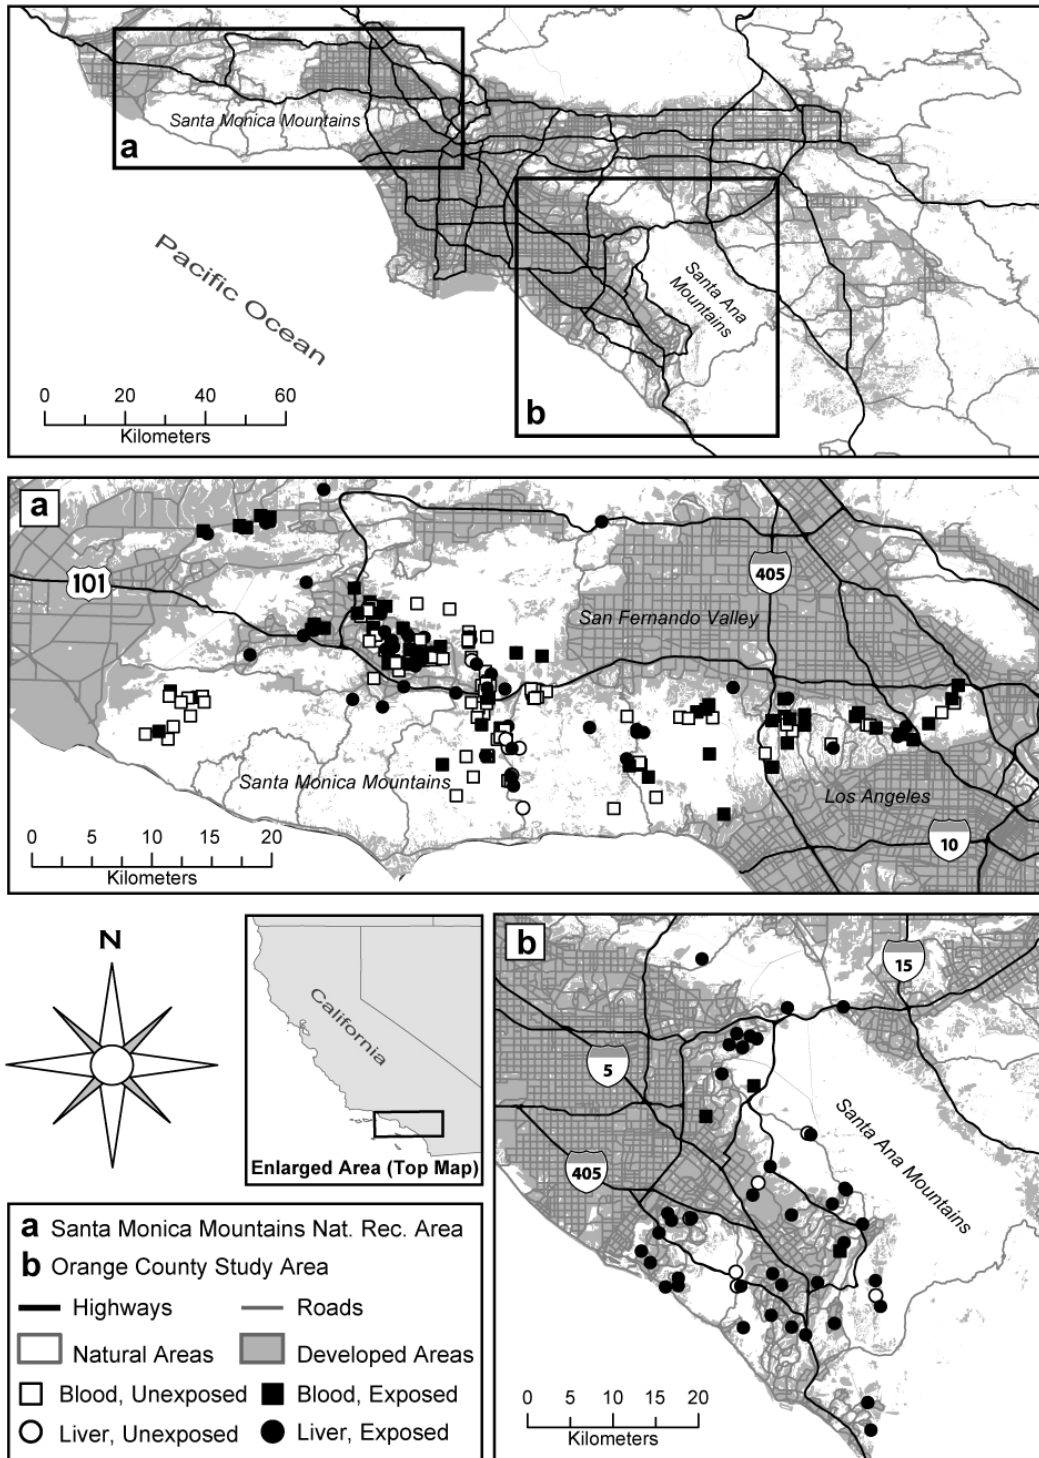 Santa Monica Mountains
a
Pacific Ocean
Santa Ana
Mountains
b
0 20 40 60
Kilometers
a
101
405
San Fernando Valley
Santa Monica Mountains
Los Angeles
10
0 5 10 15 20
Kilometers
N
California
Enlarged Area (Top Map)
b
15
5
405
Santa Ana Mountains
0 5 10 15 20
Kilometers
a Santa Monica Mountains Nat. Rec. Area
b Orange County Study Area
Highways Roads
Natural Areas Developed Areas
Blood, Unexposed Blood, Exposed
Liver, Unexposed Liver, Exposed